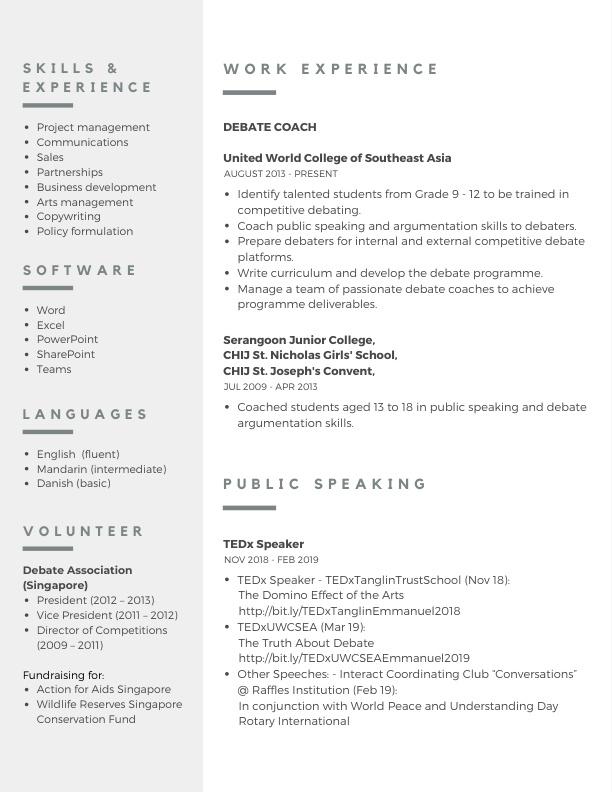 SKILLS &
EXPERIENCE
• Project management
• Communications
• Sales
• Partnerships
• Business development
• Arts management
• Copywriting
• Policy formulation
SOFTWARE
• Word
• Excel
• PowerPoint
• SharePoint
• Teams
LANGUAGES
• English (fluent)
• Mandarin (intermediate)
• Danish (basic)
VOLUNTEER
Debate Association
(Singapore)
• President (2012 – 2013)
• Vice President (2011 – 2012)
• Director of Competitions
(2009 – 2011)
Fundraising for:
• Action for Aids Singapore
• Wildlife Reserves Singapore
Conservation Fund
WORK EXPERIENCE
DEBATE COACH
United World College of Southeast Asia
AUGUST 2013 - PRESENT
• Identify talented students from Grade 9 - 12 to be trained in
competitive debating.
• Coach public speaking and argumentation skills to debaters.
• Prepare debaters for internal and external competitive debate
platforms.
• Write curriculum and develop the debate programme.
• Manage a team of passionate debate coaches to achieve
programme deliverables.
Serangoon Junior College,
CHIJ St. Nicholas Girls' School,
CHIJ St. Joseph's Convent,
JUL 2009 - APR 2013
• Coached students aged 13 to 18 in public speaking and debate
argumentation skills.
PUBLIC SPEAKING
TEDx Speaker
NOV 2018 - FEB 2019
• TEDx Speaker - TEDxTanglinTrustSchool (Nov 18):
The Domino Effect of the Arts
http://bit.ly/TEDxTanglinEmmanuel2018
• TEDxUWCSEA (Mar 19):
The Truth About Debate
http://bit.ly/TEDxUWCSEAEmmanuel2019
• Other Speeches: - Interact Coordinating Club “Conversations”
@ Raffles Institution (Feb 19):
In conjunction with World Peace and Understanding Day
Rotary International